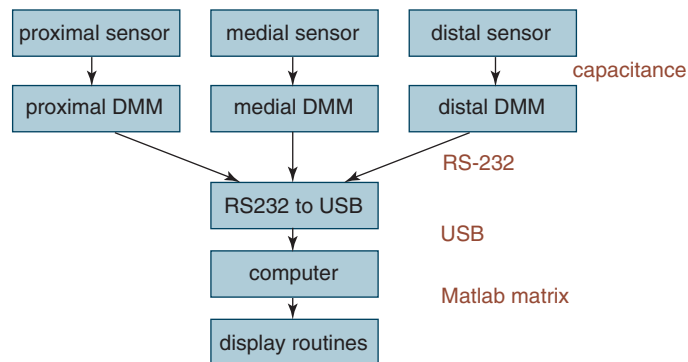 proximal sensor
medial sensor
distal sensor
capacitance
proximal DMM
medial DMM
distal DMM
RS-232
RS232 to USB
USB
computer
Matlab matrix
display routines